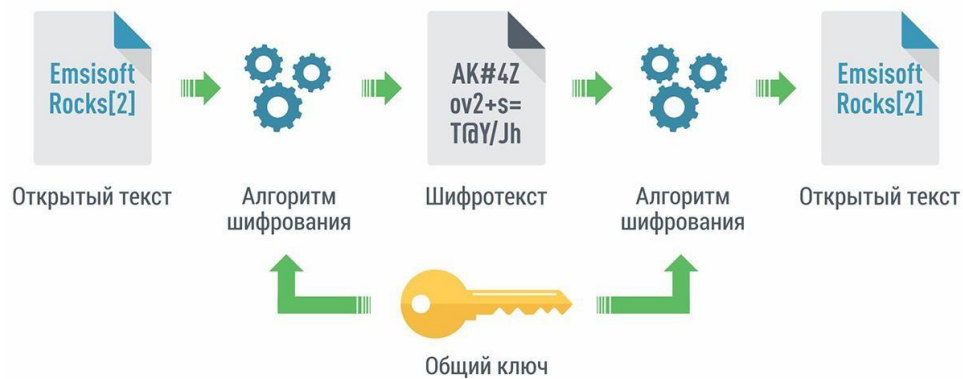 Emsisoft
Rocks[2]
AK#4Z
ov2+s=
T@Y/Jh
Emsisoft
Rocks[2]
Открытый текст
Алгоритм
шифрования
Шифротекст
Алгоритм
шифрования
Открытый текст
Общий ключ